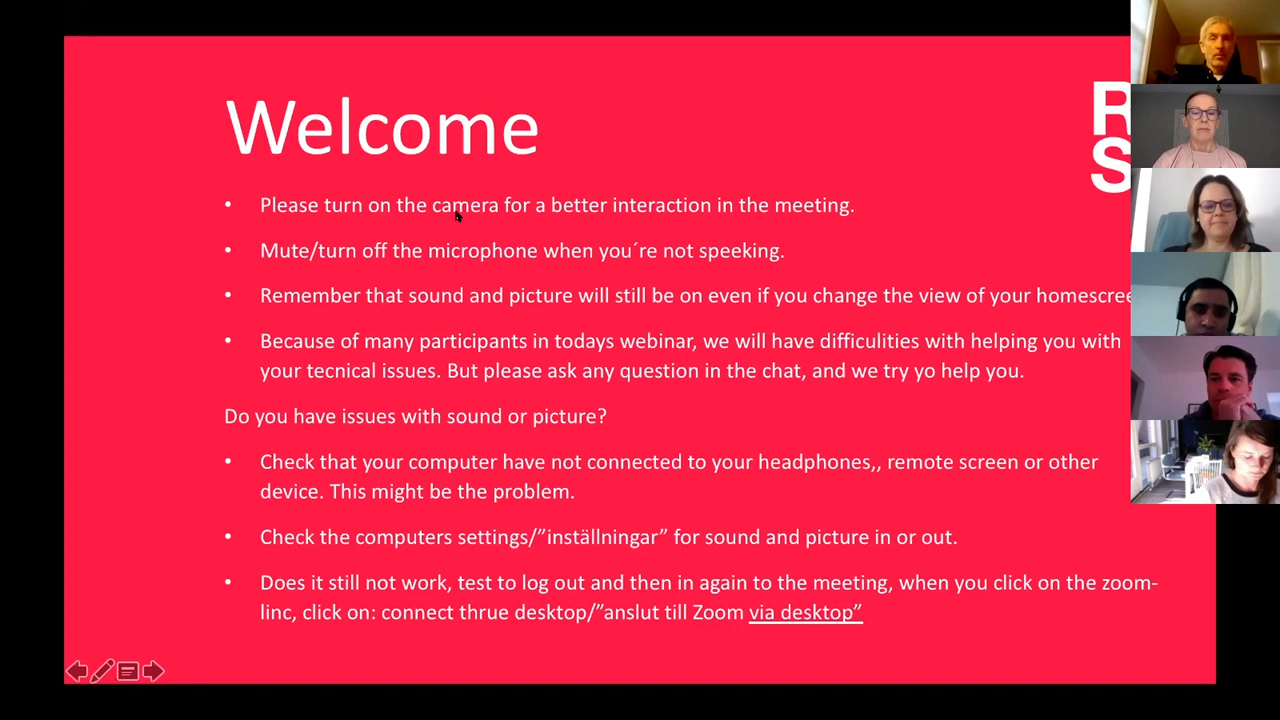 Welcome
R
S
• Please turn on the camera for a better interaction in the meeting.
• Mute/turn off the microphone when you´re not speeking.
• Remember that sound and picture will still be on even if you change the view of your homescree
• Because of many participants in todays webinar, we will have difficulities with helping you with
your tecnical issues. But please ask any question in the chat, and we try yo help you.
Do you have issues with sound or picture?
• Check that your computer have not connected to your headphones,, remote screen or other
device. This might be the problem.
• Check the computers settings/”inställningar” for sound and picture in or out.
• Does it still not work, test to log out and then in again to the meeting, when you click on the zoom-
linc, click on: connect thrue desktop/”anslut till Zoom via desktop”